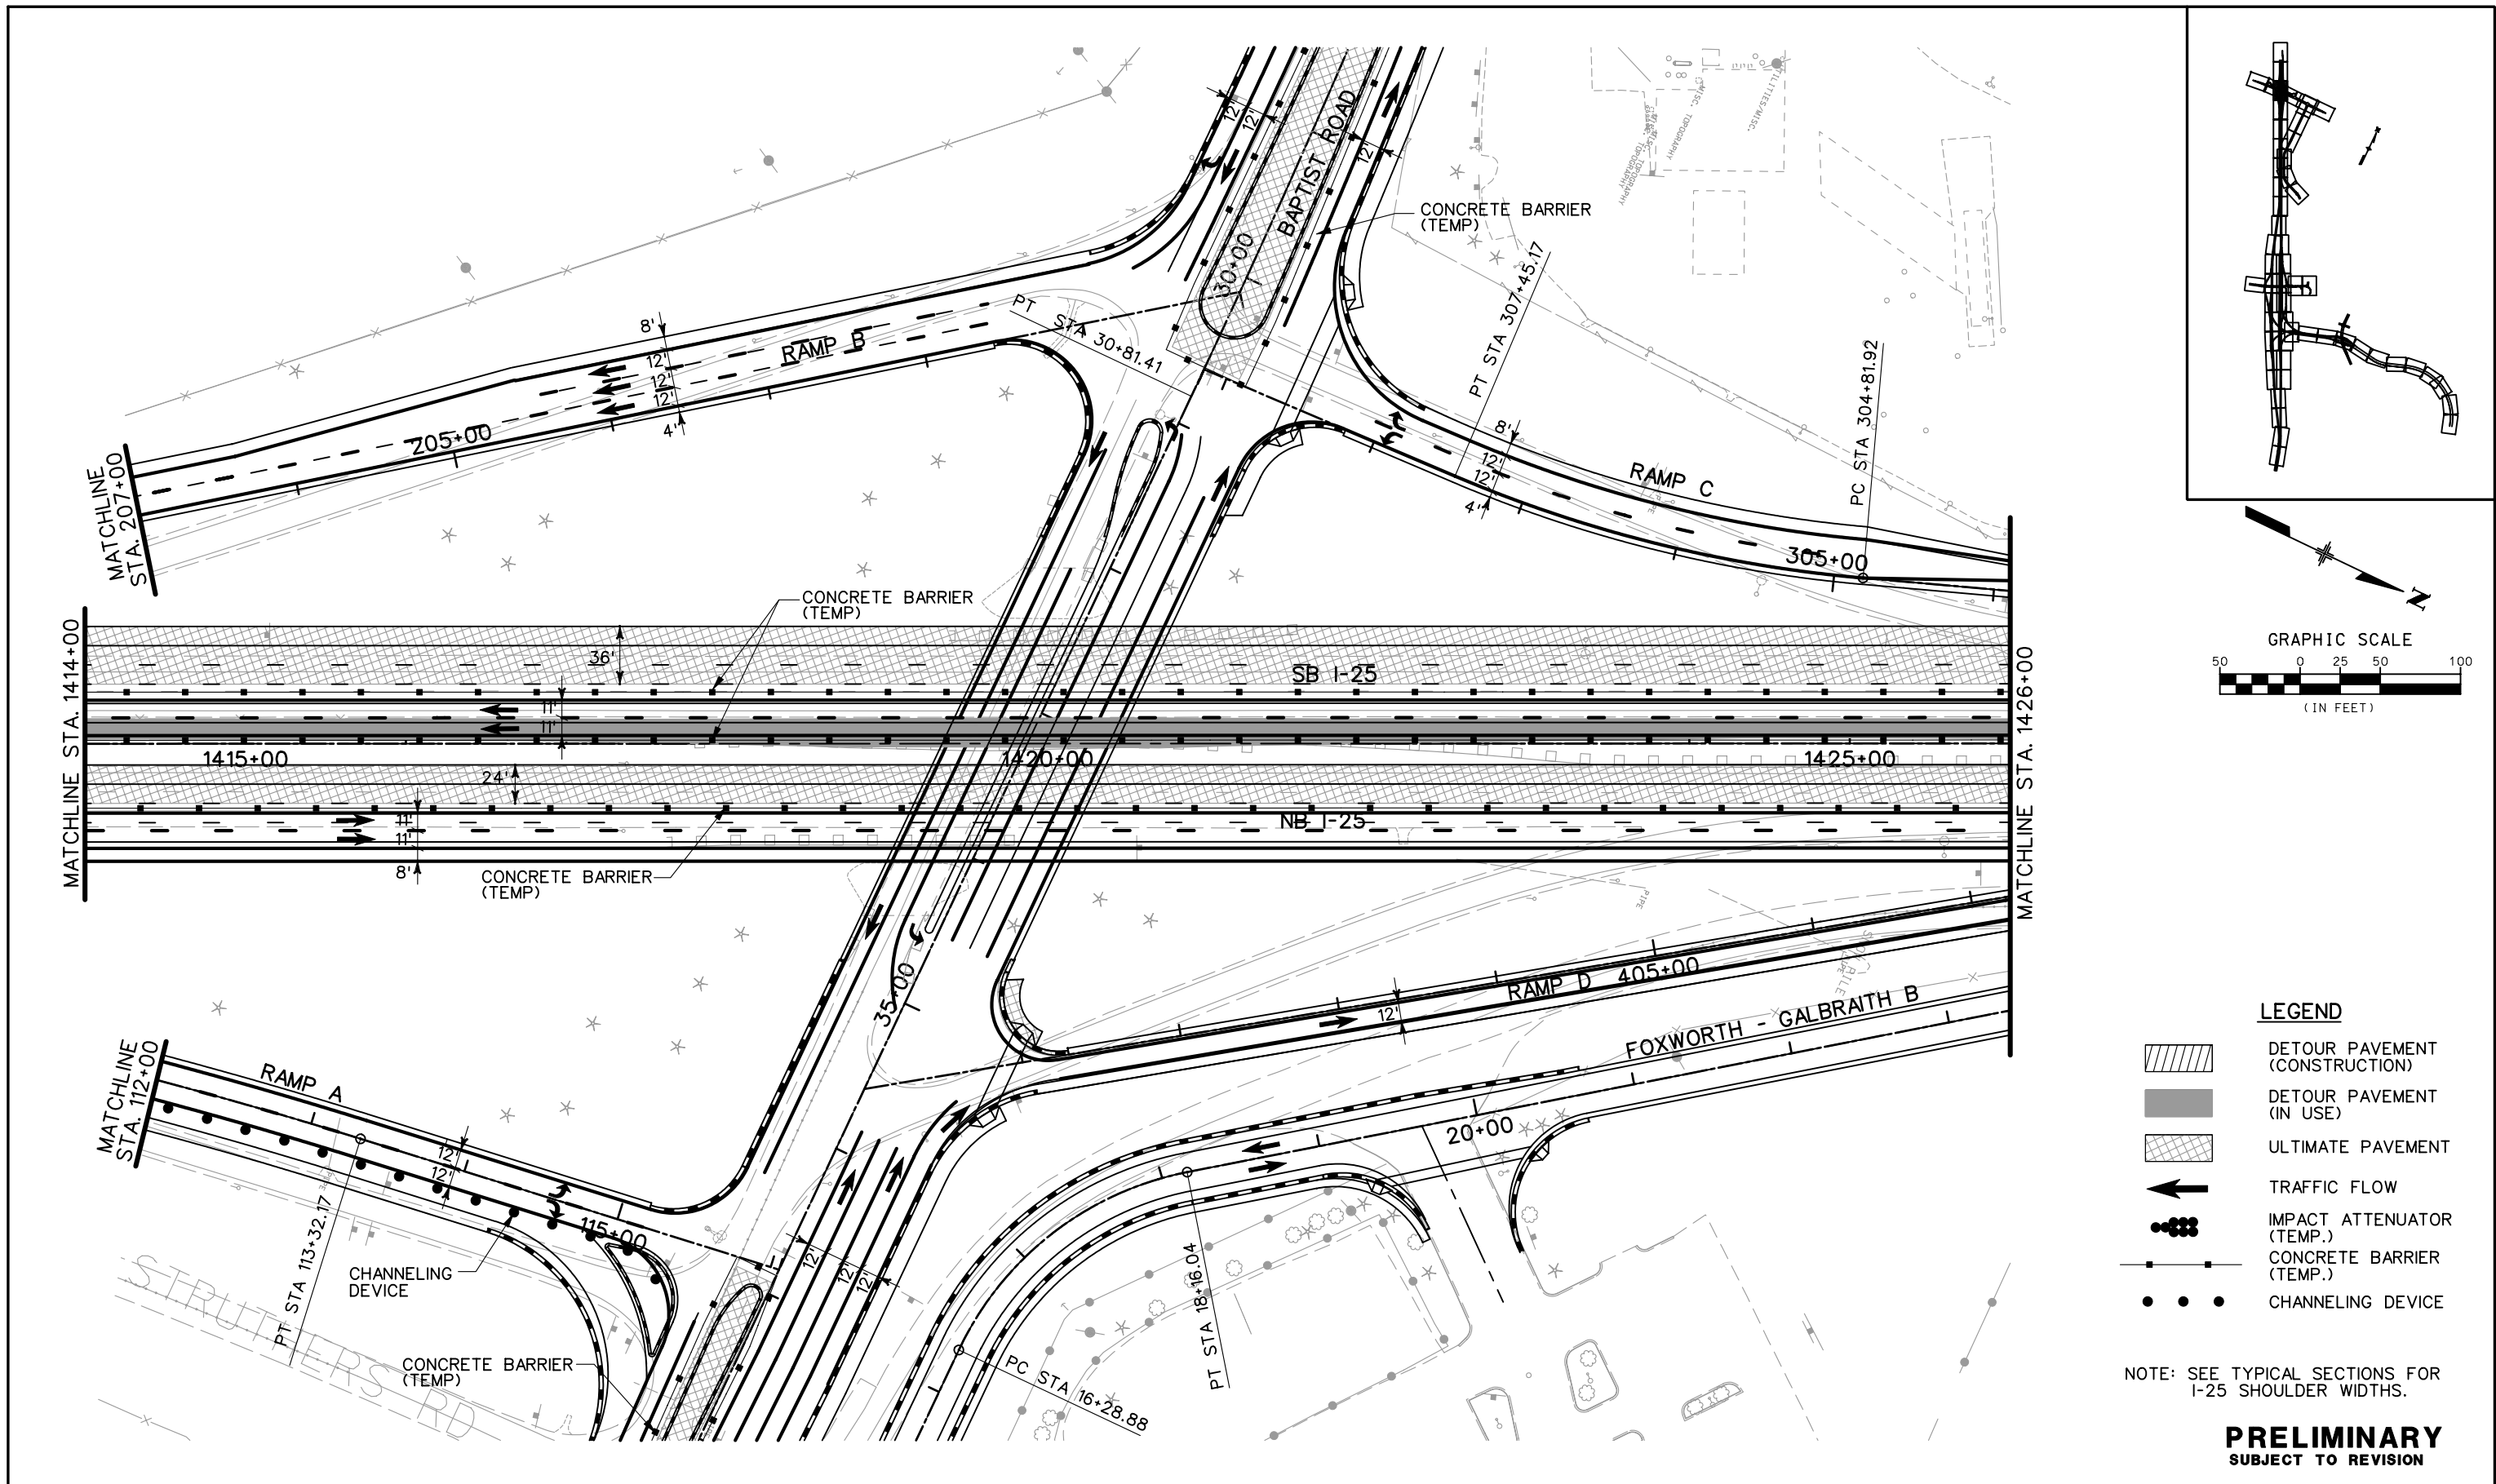 12'
12'
BAPTIST ROAD
12'
30+00
CONCRETE BARRIER
(TEMP)
UTILITIES/MISC.
MISC. TOPOGRAPHY
TOPOGRAPHY
PT STA 30+81.41
PT STA 307+45.17
PC STA 304+81.92
8'
12'
12'
12'
4'
RAMP B
205+00
MATCHLINE
STA. 207+00
8'
12'
12'
4'
RAMP C
305+00
PIPE
CONCRETE BARRIER
(TEMP)
MATCHLINE STA. 1414+00
MATCHLINE STA. 1426+00
36'
SB I-25
11'
11'
1415+00
1420+00
1425+00
24'
11'
11'
8'
NB I-25
CONCRETE BARRIER
(TEMP)
PIPE
35+00
RAMP D
405+00
12'
FOXWORTH - GALBRAITH B
MATCHLINE
STA. 112+00
RAMP A
12'
12'
115+00
PT STA 113+32.17
CHANNELING
DEVICE
CONCRETE BARRIER
(TEMP)
STRUTHERS RD
12'
12'
12'
20+00
PT STA 18+16.04
PC STA 16+28.88
N
GRAPHIC SCALE
50 0 25 50 100
(IN FEET)
LEGEND
DETOUR PAVEMENT
(CONSTRUCTION)
DETOUR PAVEMENT
(IN USE)
ULTIMATE PAVEMENT
TRAFFIC FLOW
IMPACT ATTENUATOR
(TEMP.)
CONCRETE BARRIER
(TEMP.)
CHANNELING DEVICE
NOTE: SEE TYPICAL SECTIONS FOR
I-25 SHOULDER WIDTHS.
PRELIMINARY
SUBJECT TO REVISION